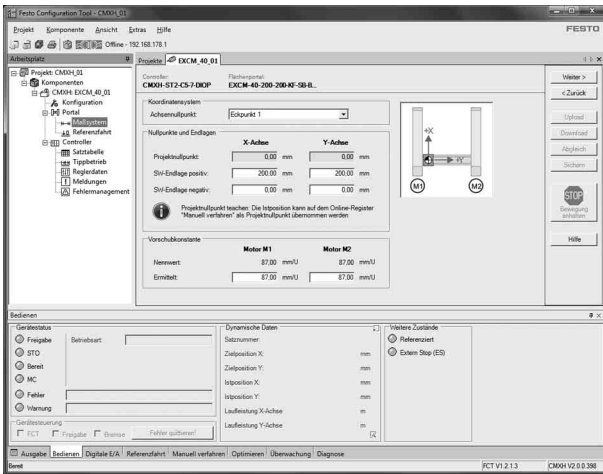 Festo Configuration Tool - CMXH_01
Projekt Komponente Ansicht Extras Hilfe
FESTO
Offline - 192.168.178.1
Arbeitsplatz
Projekt: CMXH_01
Komponenten
CMXH: EXCM_40_01
Konfiguration
Portal
Maßsystem
Referenzfahrt
Controller
Satztabelle
Tippbetrieb
Reglerdaten
Meldungen
Fehlermanagement
Projekte EXCM_40_01
Controller: Flächenportal:
CMXH-ST2-C5-7-DIOP EXCM-40-200-200-KF-SB-B...
Koordinatensystem
Achsennullpunkt: Eckpunkt 1
Nullpunkte und Endlagen
X-Achse Y-Achse
Projektnullpunkt: 0,00 mm 0,00 mm
SW-Endlage positiv: 200,00 mm 200,00 mm
SW-Endlage negativ: 0,00 mm 0,00 mm
Projektnullpunkt teachen: Die Istposition kann auf dem Online-Register
"Manuell verfahren" als Projektnullpunkt übernommen werden
Vorschubkonstante
Motor M1 Motor M2
Nennwert: 87,00 mm/U 87,00 mm/U
Ermittelt: 87,00 mm/U 87,00 mm/U
+X
+Y
M1 M2
Weiter >
< Zurück
Upload
Download
Abgleich
Sichern
STOP
Bewegung
anhalten
Hilfe
Bedienen
Gerätestatus
Freigabe Betriebsart:
STO
Bereit
MC
Fehler
Warnung
Gerätesteuerung
FCT Freigabe Bremse Fehler quittieren!
Dynamische Daten
Satznummer:
Zielposition X: mm
Zielposition Y: mm
Istposition X: mm
Istposition Y: mm
Laufleistung X-Achse m
Laufleistung Y-Achse m
Weitere Zustände
Referenziert
Extern Stop (ES)
Ausgabe Bedienen Digitale E/A Referenzfahrt Manuell verfahren Optimieren Überwachung Diagnose
Bereit FCT V1.2.1.3 CMXH V2.0.0.398